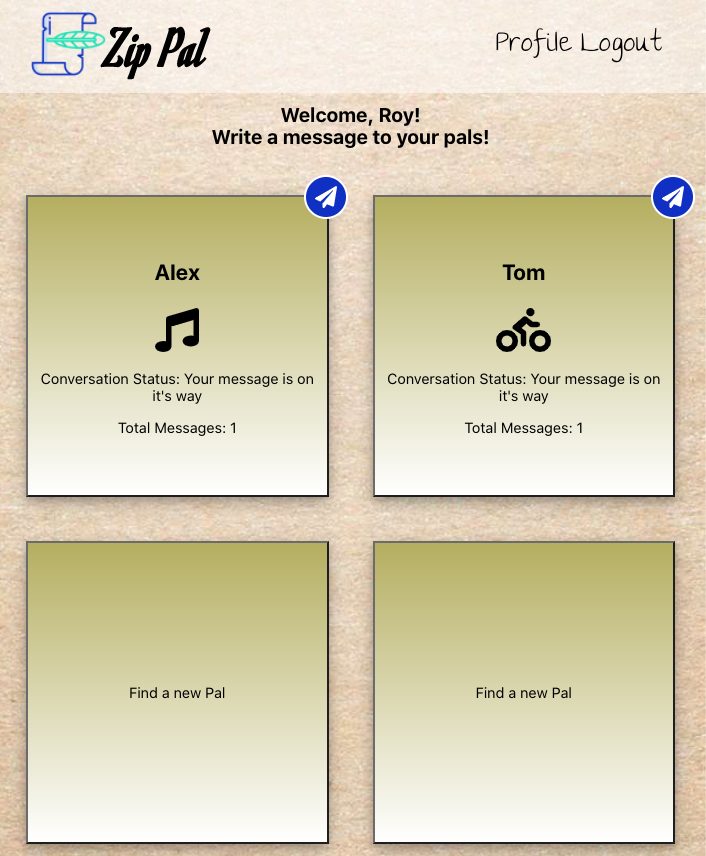 Zip Pal
Profile Logout
Welcome, Roy!
Write a message to your pals!
Alex
Conversation Status: Your message is on
it's way
Total Messages: 1
Tom
Conversation Status: Your message is on
it's way
Total Messages: 1
Find a new Pal
Find a new Pal